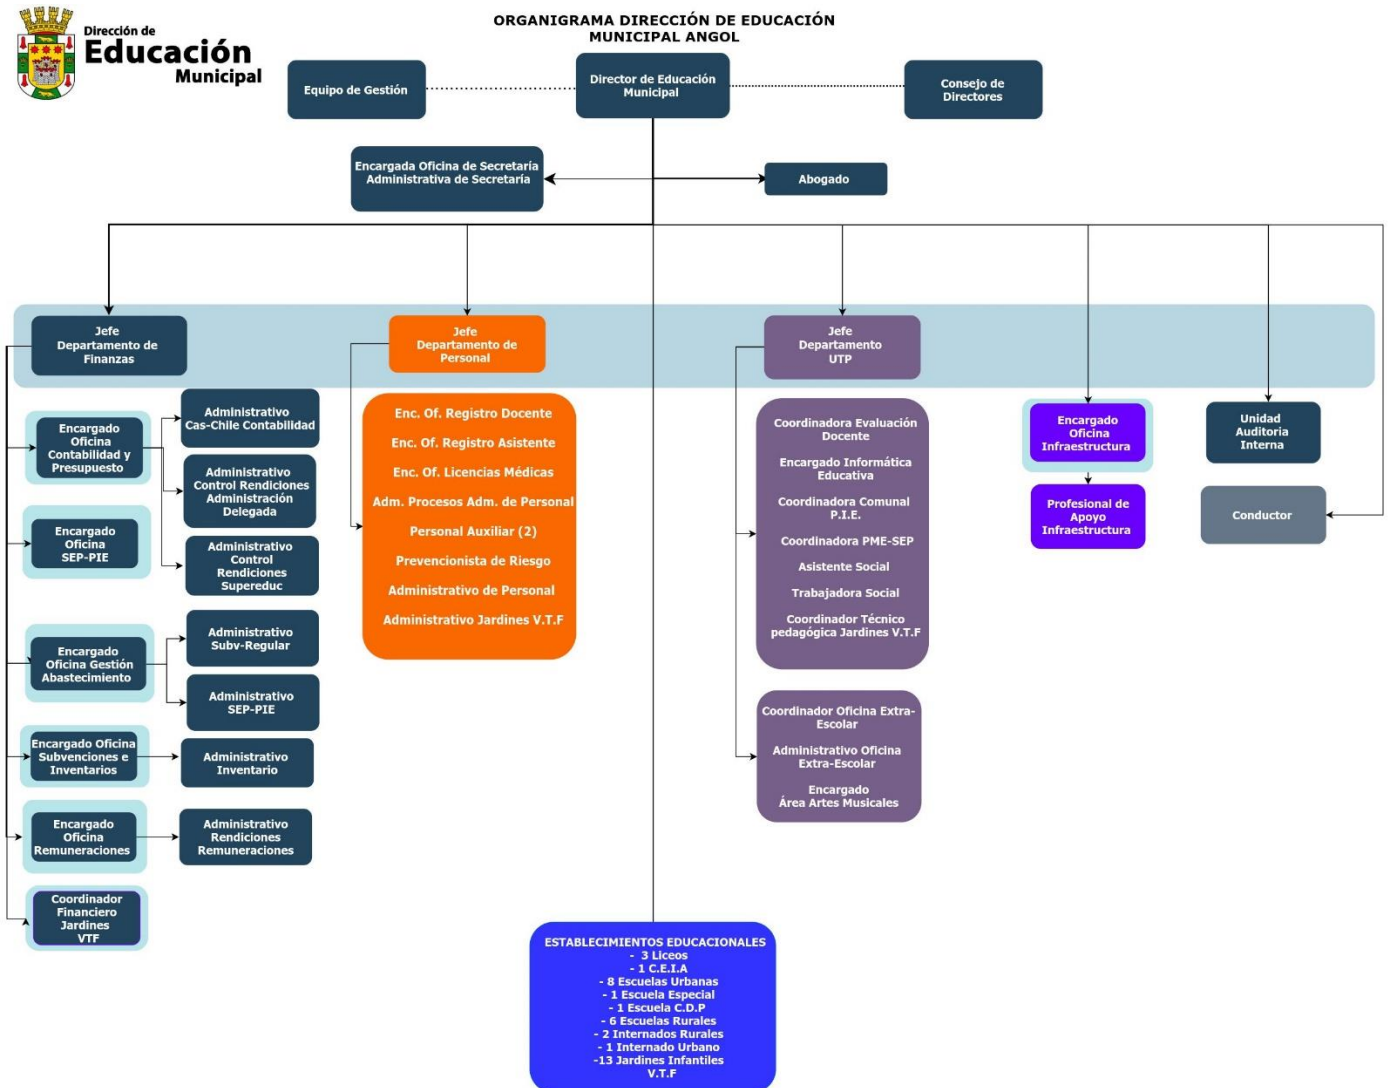 Dirección de
Educación
Municipal
ORGANIGRAMA DIRECCIÓN DE EDUCACIÓN
MUNICIPAL ANGOL
Equipo de Gestión
Director de Educación
Municipal
Consejo de
Directores
Encargada Oficina de Secretaría
Administrativa de Secretaría
Abogado
Jefe
Departamento de
Finanzas
Jefe
Departamento de
Personal
Jefe
Departamento
UTP
Encargado
Oficina
Contabilidad y
Presupuesto
Administrativo
Cas-Chile Contabilidad
Administrativo
Control Rendiciones
Administración
Delegada
Encargado
Oficina
SEP-PIE
Administrativo
Control
Rendiciones
Supereduc
Encargado
Oficina Gestión
Abastecimiento
Administrativo
Subv-Regular
Administrativo
SEP-PIE
Encargado Oficina
Subvenciones e
Inventarios
Administrativo
Inventario
Encargado
Oficina
Remuneraciones
Administrativo
Rendiciones
Remuneraciones
Coordinador
Financiero
Jardines
VTF
Enc. Of. Registro Docente
Enc. Of. Registro Asistente
Enc. Of. Licencias Médicas
Adm. Procesos Adm. de Personal
Personal Auxiliar (2)
Prevencionista de Riesgo
Administrativo de Personal
Administrativo Jardines V.T.F
Coordinadora Evaluación
Docente
Encargado Informática
Educativa
Coordinadora Comunal
P.I.E.
Coordinadora PME-SEP
Asistente Social
Trabajadora Social
Coordinador Técnico
pedagógica Jardines V.T.F
Coordinador Oficina Extra-
Escolar
Administrativo Oficina
Extra-Escolar
Encargado
Área Artes Musicales
Encargado
Oficina
Infraestructura
Profesional de
Apoyo
Infraestructura
Unidad
Auditoria
Interna
Conductor
ESTABLECIMIENTOS EDUCACIONALES
- 3 Liceos
- 1 C.E.I.A
- 8 Escuelas Urbanas
- 1 Escuela Especial
- 1 Escuela C.D.P
- 6 Escuelas Rurales
- 2 Internados Rurales
- 1 Internado Urbano
-13 Jardines Infantiles
V.T.F